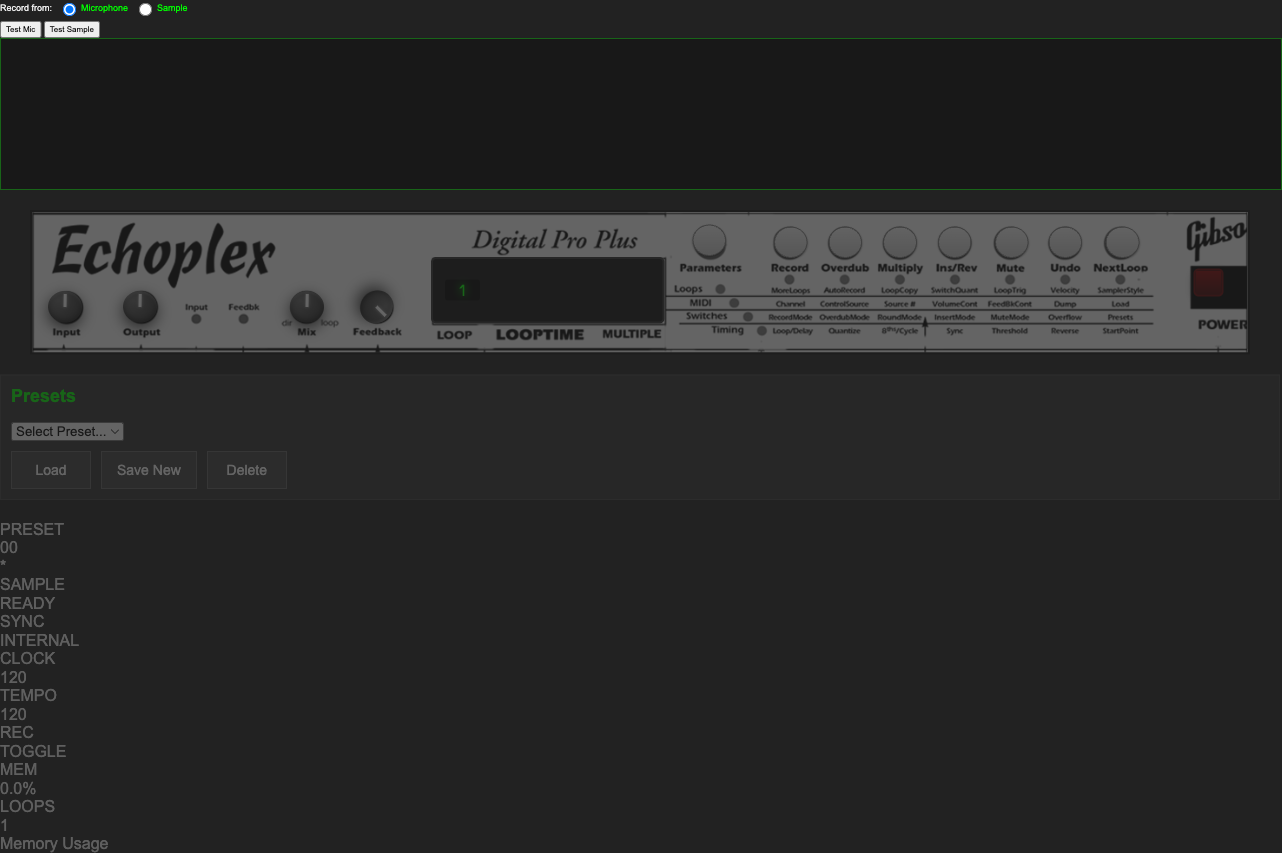 Record from: Microphone Sample
Test Mic Test Sample
Echoplex
Digital Pro Plus
1
Input Output Input Feedbk dir Mix loop Feedback
LOOP LOOPTIME MULTIPLE
Parameters Record Overdub Multiply Ins/Rev Mute Undo NextLoop
Loops MoreLoops AutoRecord LoopCopy SwitchQuant LoopTrig Velocity SamplerStyle
MIDI Channel ControlSource Source # VolumeCont FeedBkCont Dump Load
Switches RecordMode OverdubMode RoundMode InsertMode MuteMode Overflow Presets
Timing Loop/Delay Quantize 8ths/Cycle Sync Threshold Reverse StartPoint
Gibso
POWER
Presets
Select Preset...
Load Save New Delete
PRESET
00
*
SAMPLE
READY
SYNC
INTERNAL
CLOCK
120
TEMPO
120
REC
TOGGLE
MEM
0.0%
LOOPS
1
Memory Usage